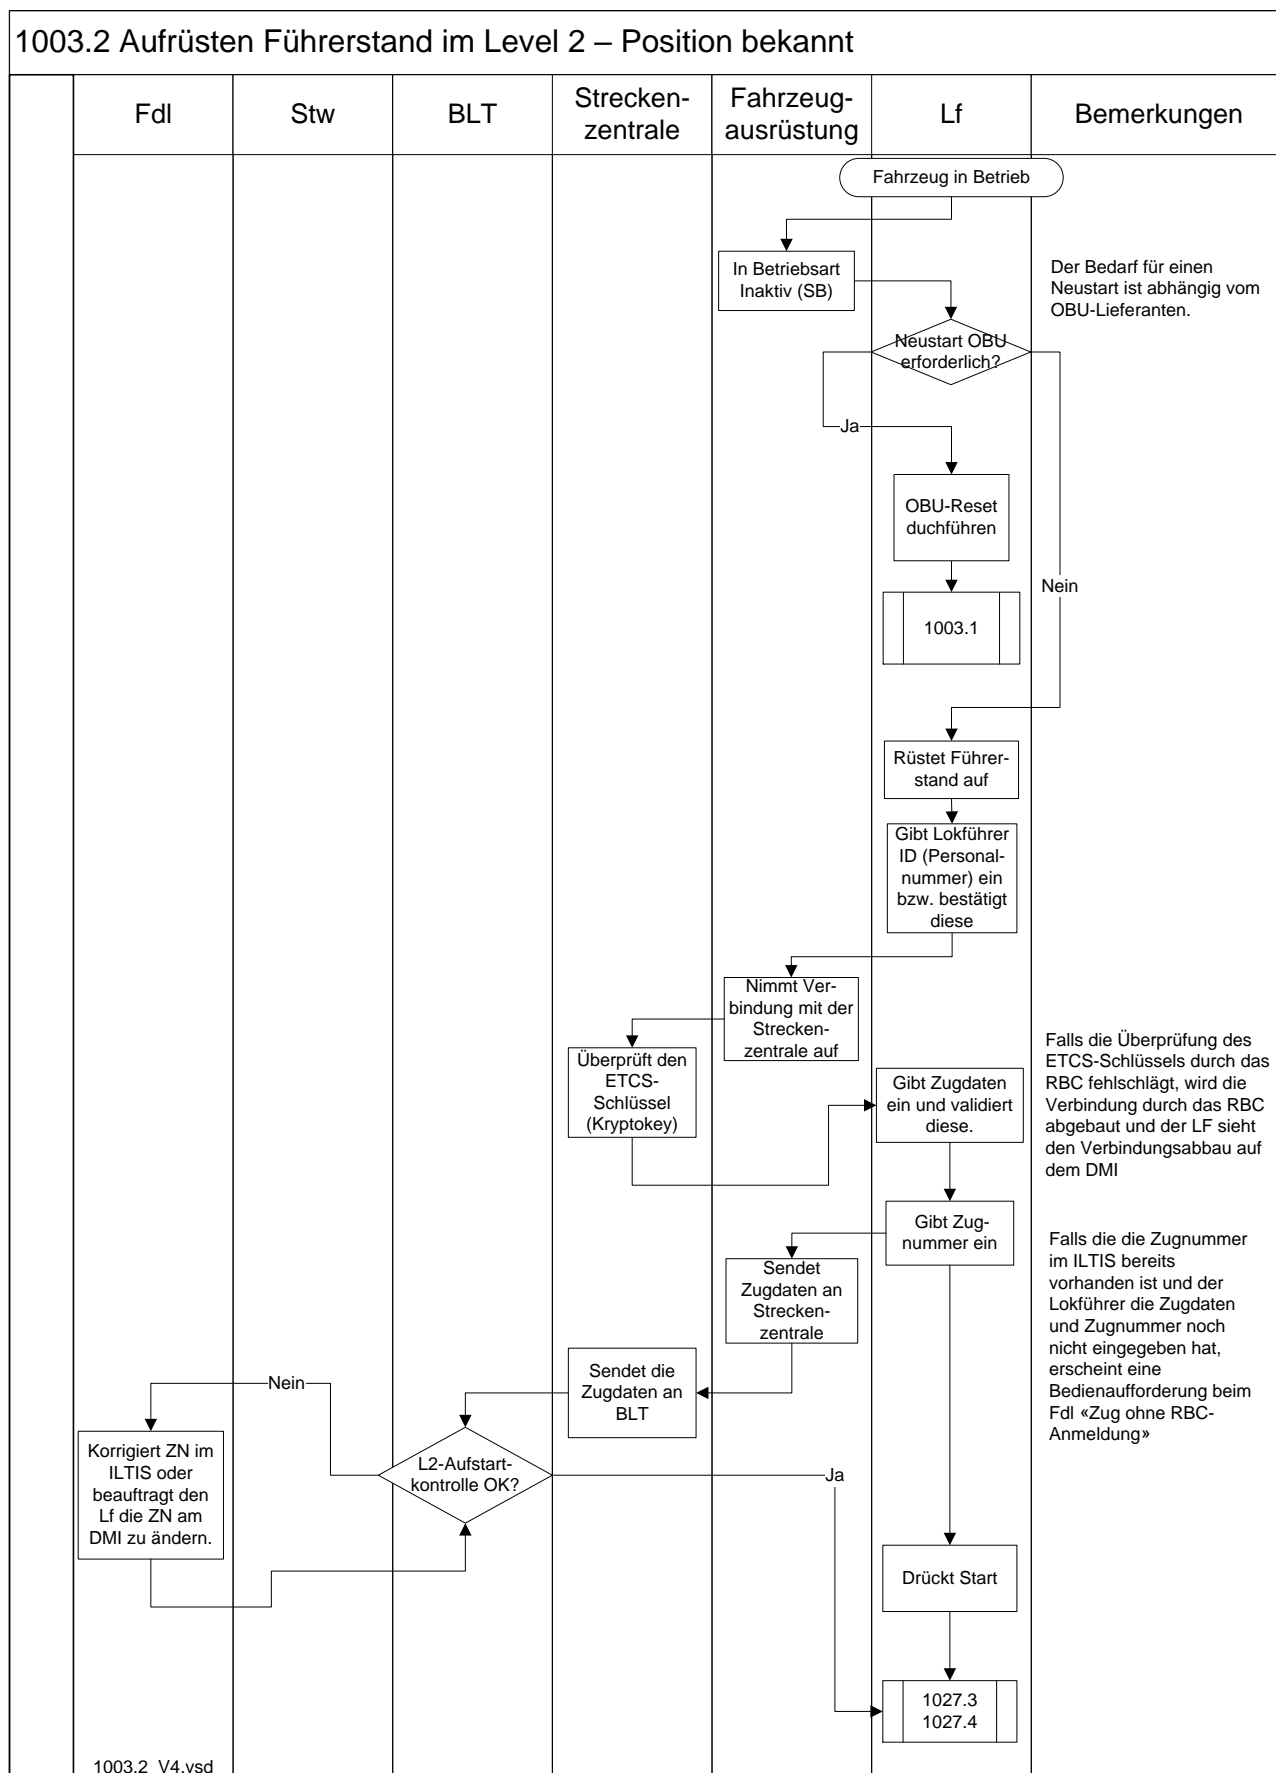 1003.2 Aufrüsten Führerstand im Level 2 – Position bekannt
Fdl
Stw
BLT
Strecken-
zentrale
Fahrzeug-
ausrüstung
Lf
Bemerkungen
Fahrzeug in Betrieb
In Betriebsart
Inaktiv (SB)
Der Bedarf für einen
Neustart ist abhängig vom
OBU-Lieferanten.
Neustart OBU
erforderlich?
Ja
OBU-Reset
duchführen
Nein
1003.1
Rüstet Führer-
stand auf
Gibt Lokführer
ID (Personal-
nummer) ein
bzw. bestätigt
diese
Nimmt Ver-
bindung mit der
Strecken-
zentrale auf
Überprüft den
ETCS-
Schlüssel
(Kryptokey)
Gibt Zugdaten
ein und validiert
diese.
Falls die Überprüfung des
ETCS-Schlüssels durch das
RBC fehlschlägt, wird die
Verbindung durch das RBC
abgebaut und der LF sieht
den Verbindungsabbau auf
dem DMI
Gibt Zug-
nummer ein
Sendet
Zugdaten an
Strecken-
zentrale
Falls die die Zugnummer
im ILTIS bereits
vorhanden ist und der
Lokführer die Zugdaten
und Zugnummer noch
nicht eingegeben hat,
erscheint eine
Bedienaufforderung beim
Fdl «Zug ohne RBC-
Anmeldung»
Sendet die
Zugdaten an
BLT
Nein
Korrigiert ZN im
ILTIS oder
beauftragt den
Lf die ZN am
DMI zu ändern.
L2-Aufstart-
kontrolle OK?
Ja
Drückt Start
1027.3
1027.4
1003.2_V4.vsd